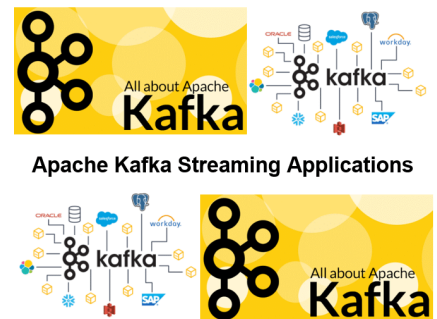 All about Apache
Kafka
ORACLE
salesforce
workday.
kafka
SAP
Apache Kafka Streaming Applications
ORACLE
salesforce
workday.
kafka
SAP
All about Apache
Kafka